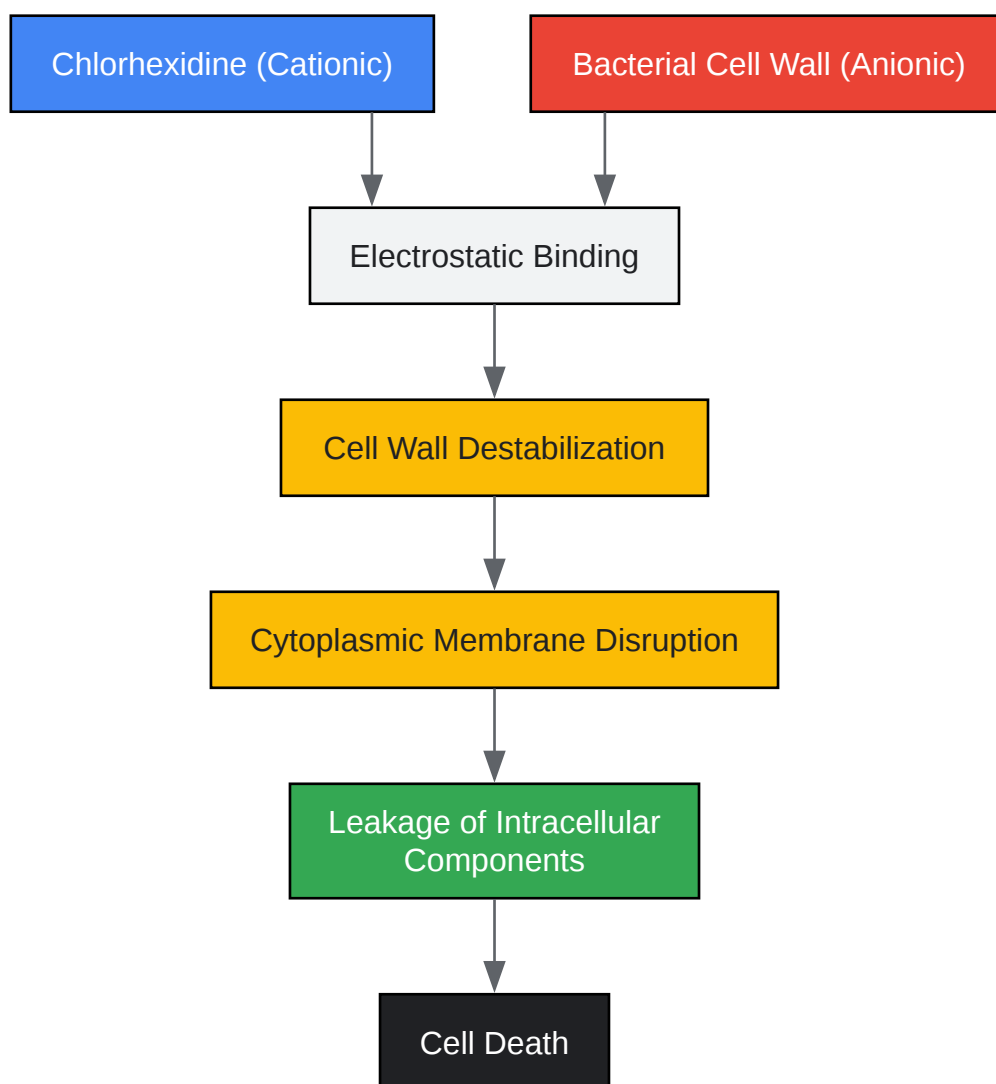 Chlorhexidine (Cationic)
Bacterial Cell Wall (Anionic)
Electrostatic Binding
Cell Wall Destabilization
Cytoplasmic Membrane Disruption
Leakage of Intracellular
Components
Cell Death